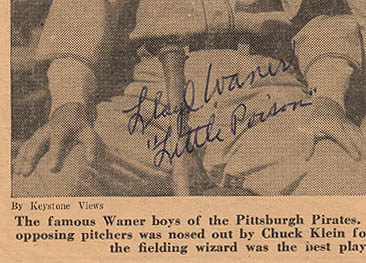 Lloyd Waner
"Little Poison"
By Keystone Views
The famous Waner boys of the Pittsburgh Pirates.
opposing pitchers was nosed out by Chuck Klein fo
the fielding wizard was the best play